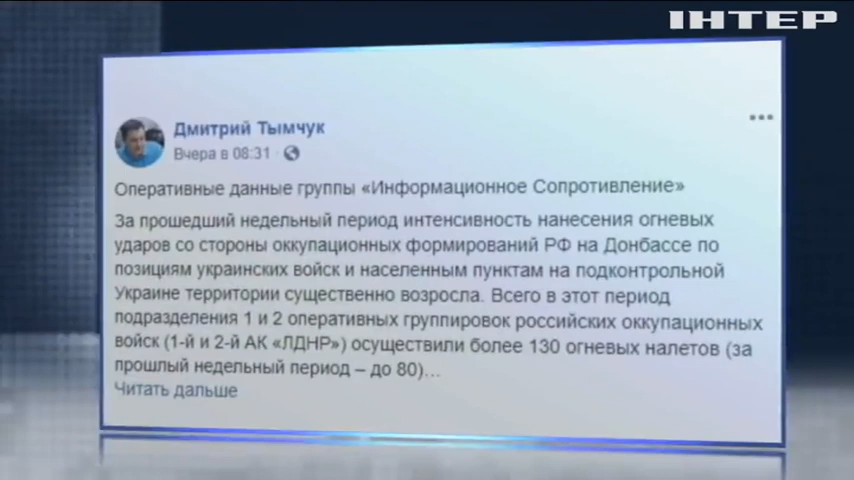 ІНТЕР
Дмитрий Тымчук
Вчера в 08:31
Оперативные данные группы «Информационное Сопротивление»
За прошедший недельный период интенсивность нанесения огневых
ударов со стороны оккупационных формирований РФ на Донбассе по
позициям украинских войск и населенным пунктам на подконтрольной
Украине территории существенно возросла. Всего в этот период
подразделения 1 и 2 оперативных группировок российских оккупационных
войск (1-й и 2-й АК «ЛДНР») осуществили более 130 огневых налетов (за
прошлый недельный период – до 80)...
Читать дальше